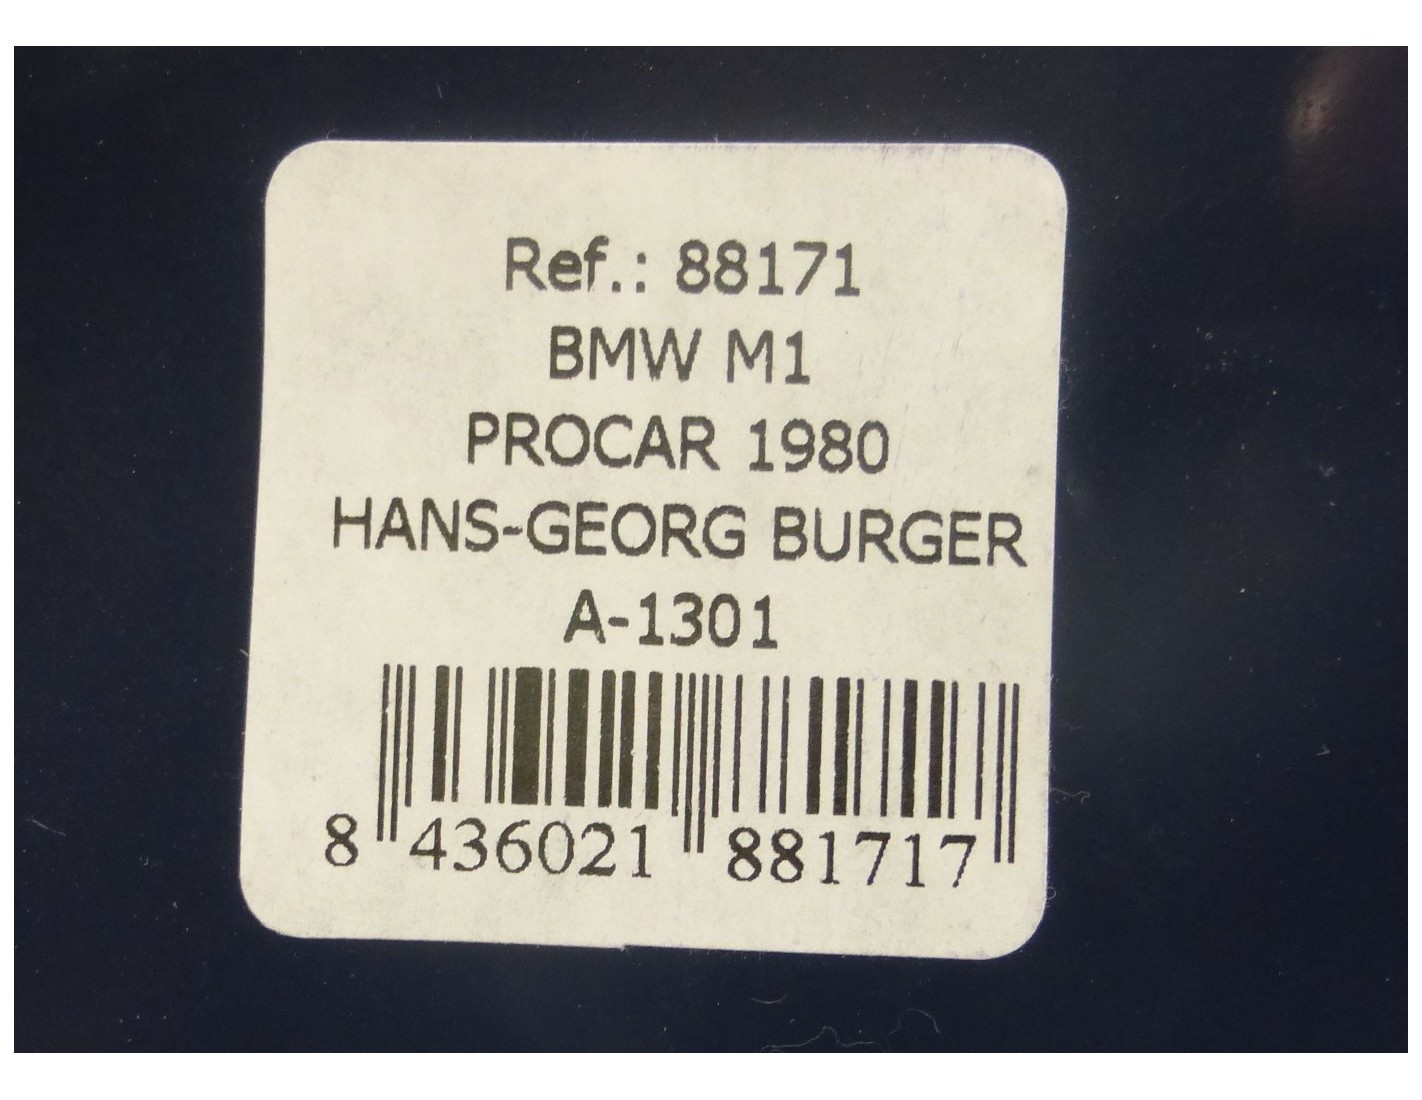 Ref.: 88171
BMW M1
PROCAR 1980
HANS-GEORG BURGER
A-1301
8 436021 881717